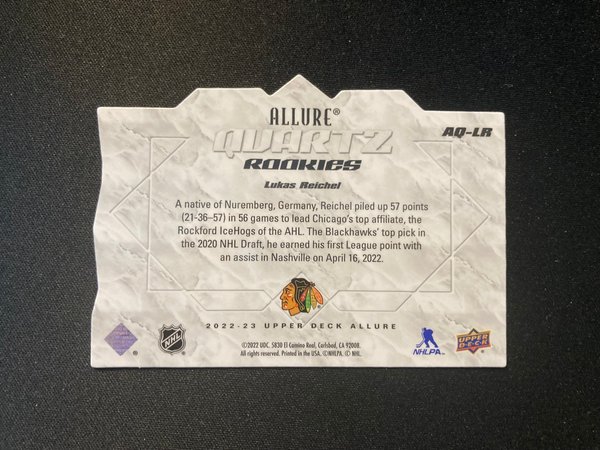 ALLURE®
QUARTZ
ROOKIES
AQ-LR
Lukas Reichel
A native of Nuremberg, Germany, Reichel piled up 57 points
(21-36–57) in 56 games to lead Chicago's top affiliate, the
Rockford IceHogs of the AHL. The Blackhawks' top pick in
the 2020 NHL Draft, he earned his first League point with
an assist in Nashville on April 16, 2022.
2022-23 UPPER DECK ALLURE
®
NHL
©2022 UDC. 5830 El Camino Real, Carlsbad, CA 92008.
All rights reserved. Printed in the USA. ©NHLPA. © NHL.
NHLPA
UPPER
DECK